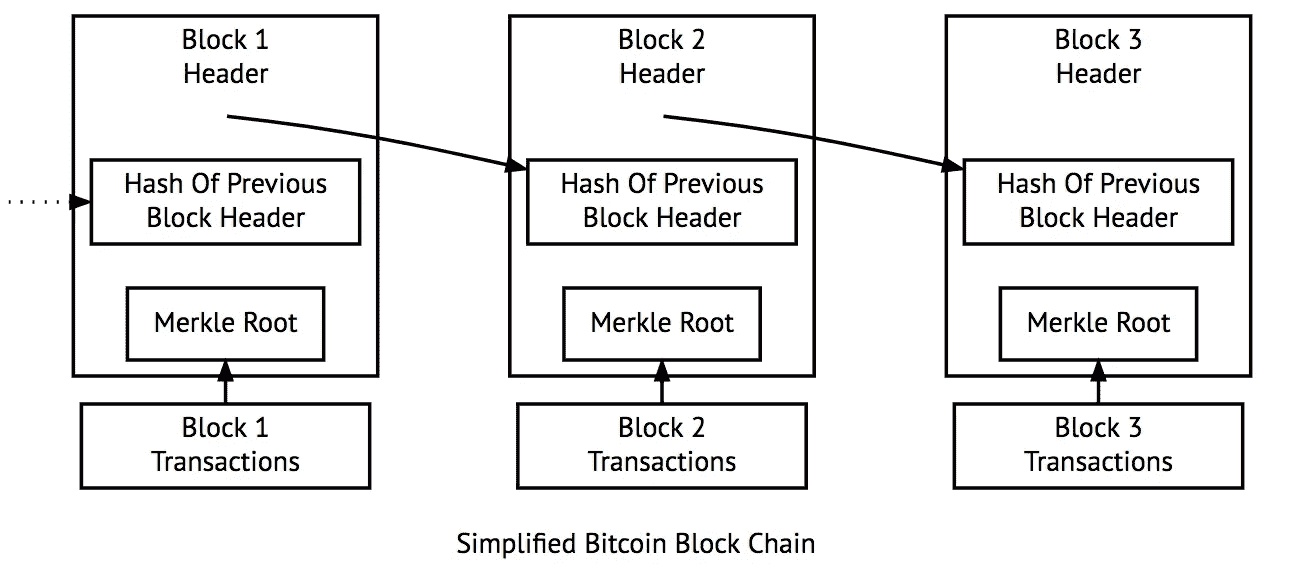 Block 1
Header
Hash Of Previous
Block Header
Merkle Root
Block 1
Transactions
Block 2
Header
Hash Of Previous
Block Header
Merkle Root
Block 2
Transactions
Block 3
Header
Hash Of Previous
Block Header
Merkle Root
Block 3
Transactions
Simplified Bitcoin Block Chain